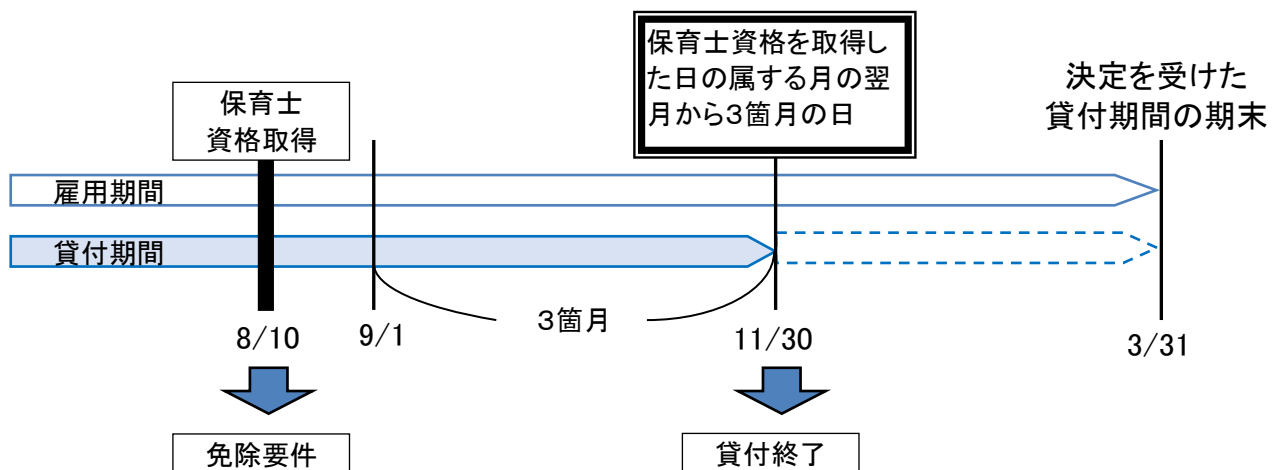 保育士資格を取得し
た日の属する月の翌
月から3箇月の日
決定を受けた
貸付期間の期末
保育士
資格取得
雇用期間
貸付期間
3箇月
8/10
9/1
11/30
3/31
免除要件
貸付終了